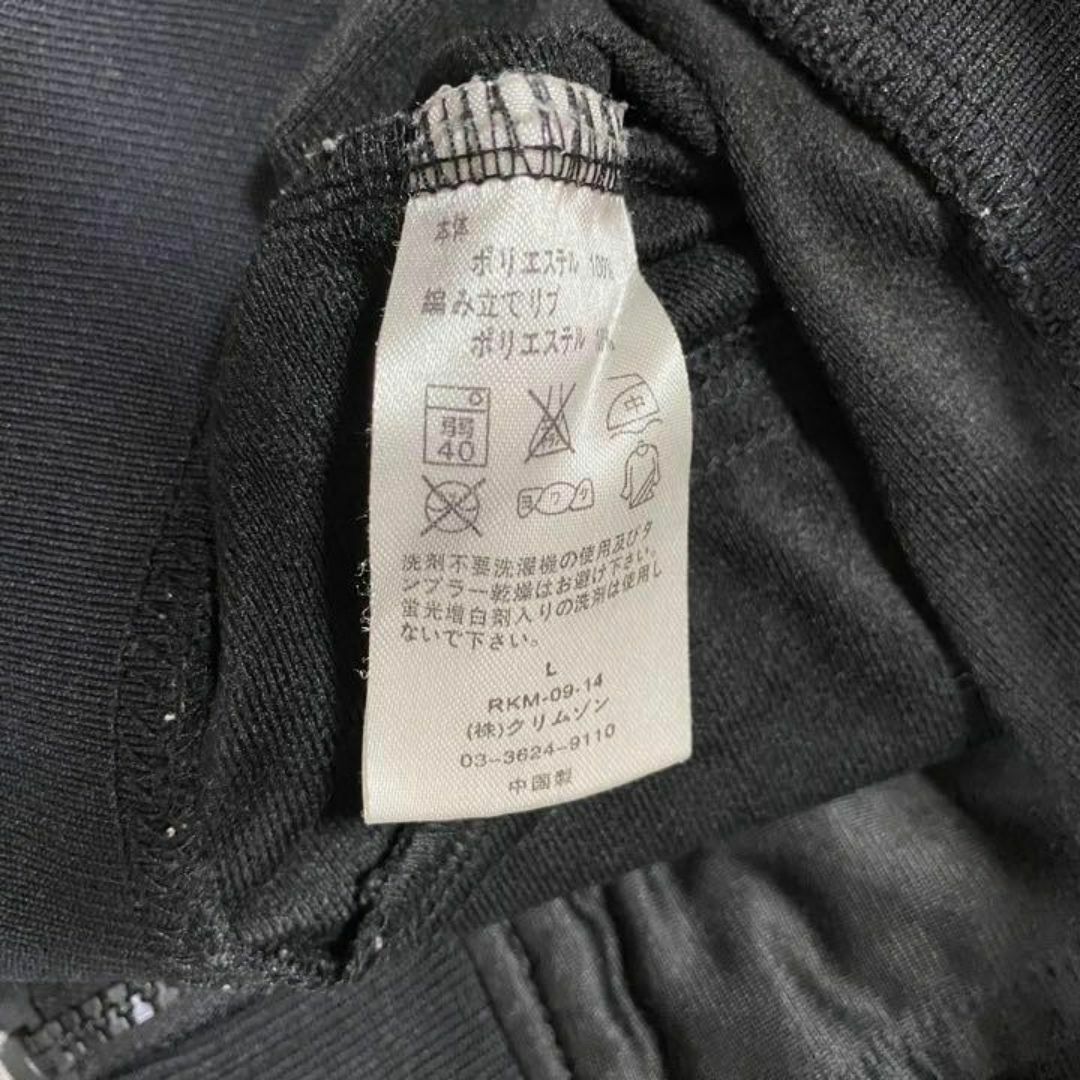 本体
ポリエステル 100%
編み立てリブ
ポリエステル
弱
40
中
ヨワク
洗剤不要洗濯機の使用及びタ
ンブラー乾燥はお避け下さい。
蛍光増白剤入りの洗剤は使用し
ないで下さい。
L
RKM-09-14
(株)クリムゾン
03-3624-9110
中国製